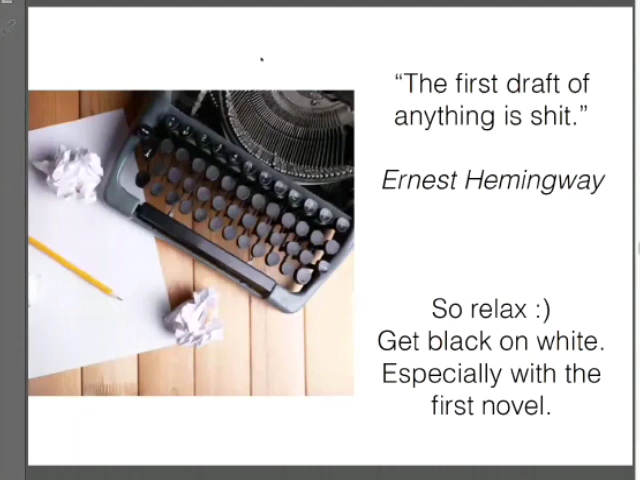 “The first draft of
anything is shit.”
Ernest Hemingway
So relax :)
Get black on white.
Especially with the
first novel.